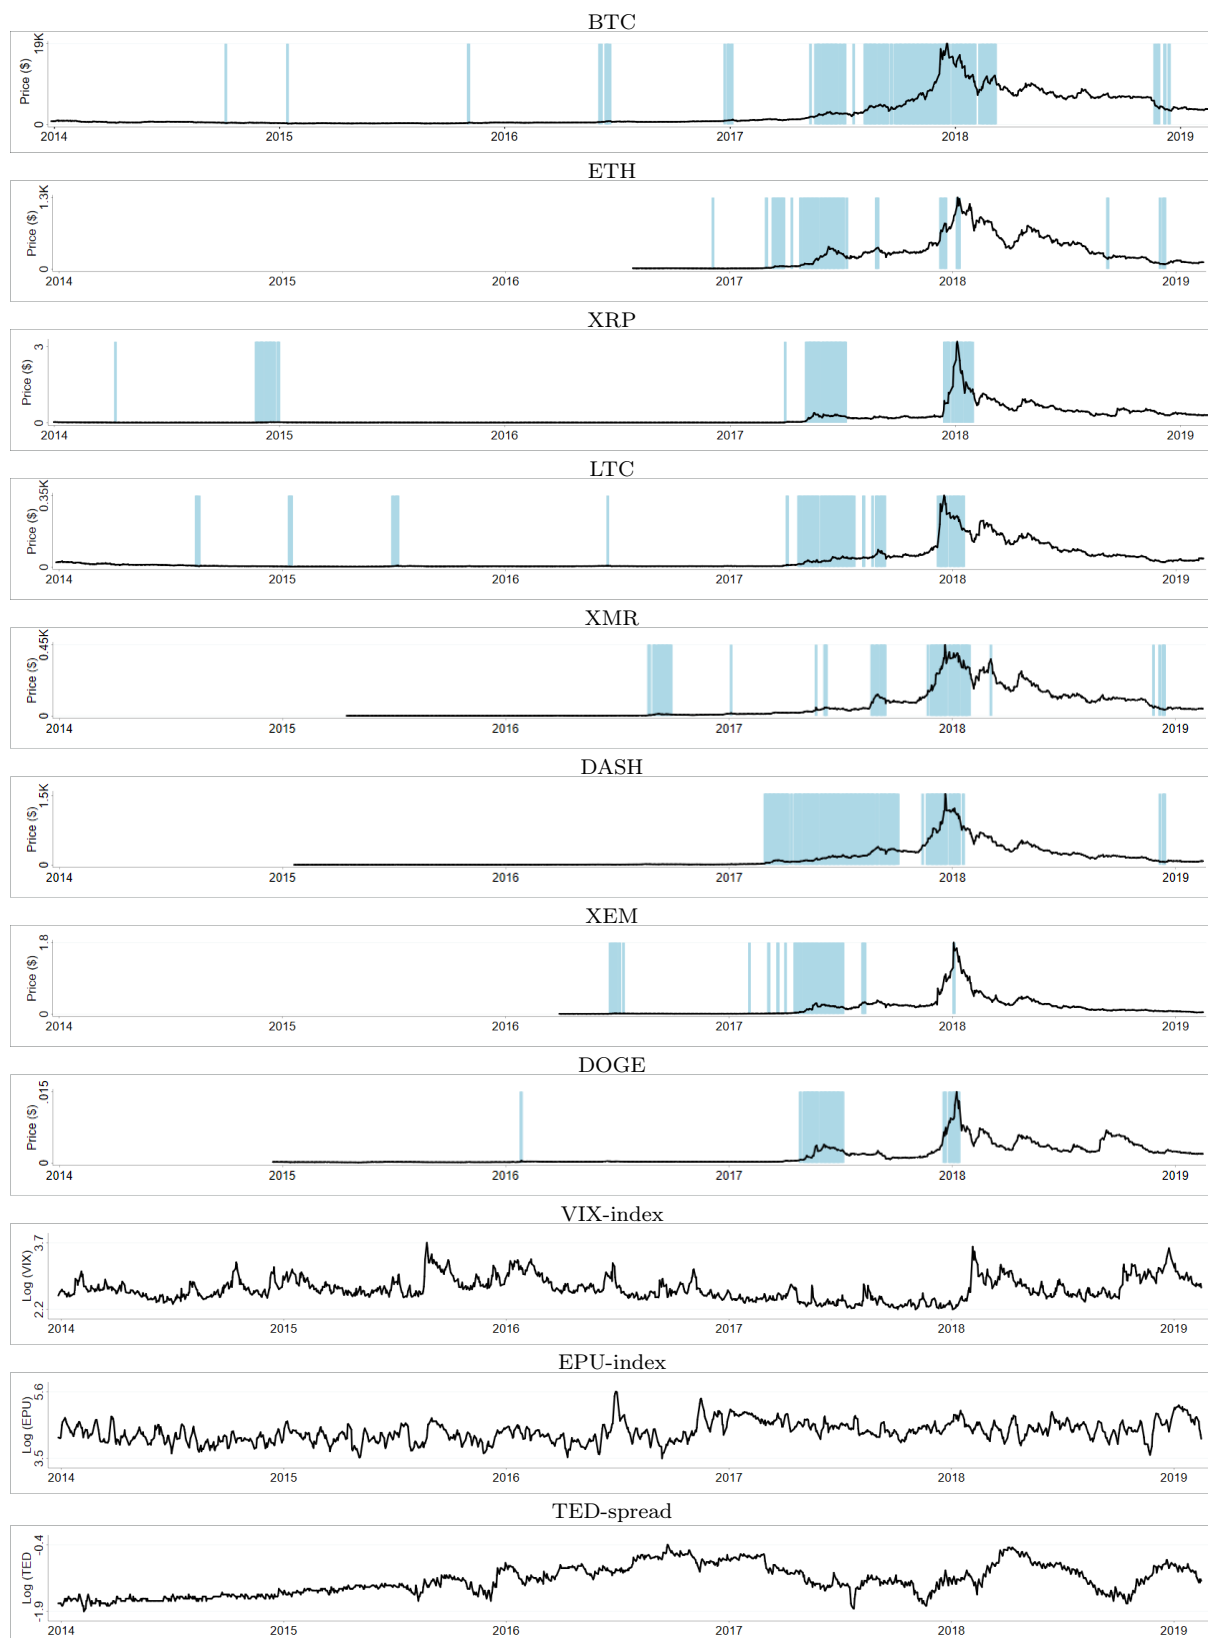 BTC
Price ($)
19K
0
2014 2015 2016 2017 2018 2019
ETH
Price ($)
1.3K
0
2014 2015 2016 2017 2018 2019
XRP
Price ($)
3
0
2014 2015 2016 2017 2018 2019
LTC
Price ($)
0.35K
0
2014 2015 2016 2017 2018 2019
XMR
Price ($)
0.45K
0
2014 2015 2016 2017 2018 2019
DASH
Price ($)
1.5K
0
2014 2015 2016 2017 2018 2019
XEM
Price ($)
1.8
0
2014 2015 2016 2017 2018 2019
DOGE
Price ($)
.015
0
2014 2015 2016 2017 2018 2019
VIX-index
Log (VIX)
3.7
2.2
2014 2015 2016 2017 2018 2019
EPU-index
Log (EPU)
5.6
3.5
2014 2015 2016 2017 2018 2019
TED-spread
Log (TED
-0.4
-1.9
2014 2015 2016 2017 2018 2019